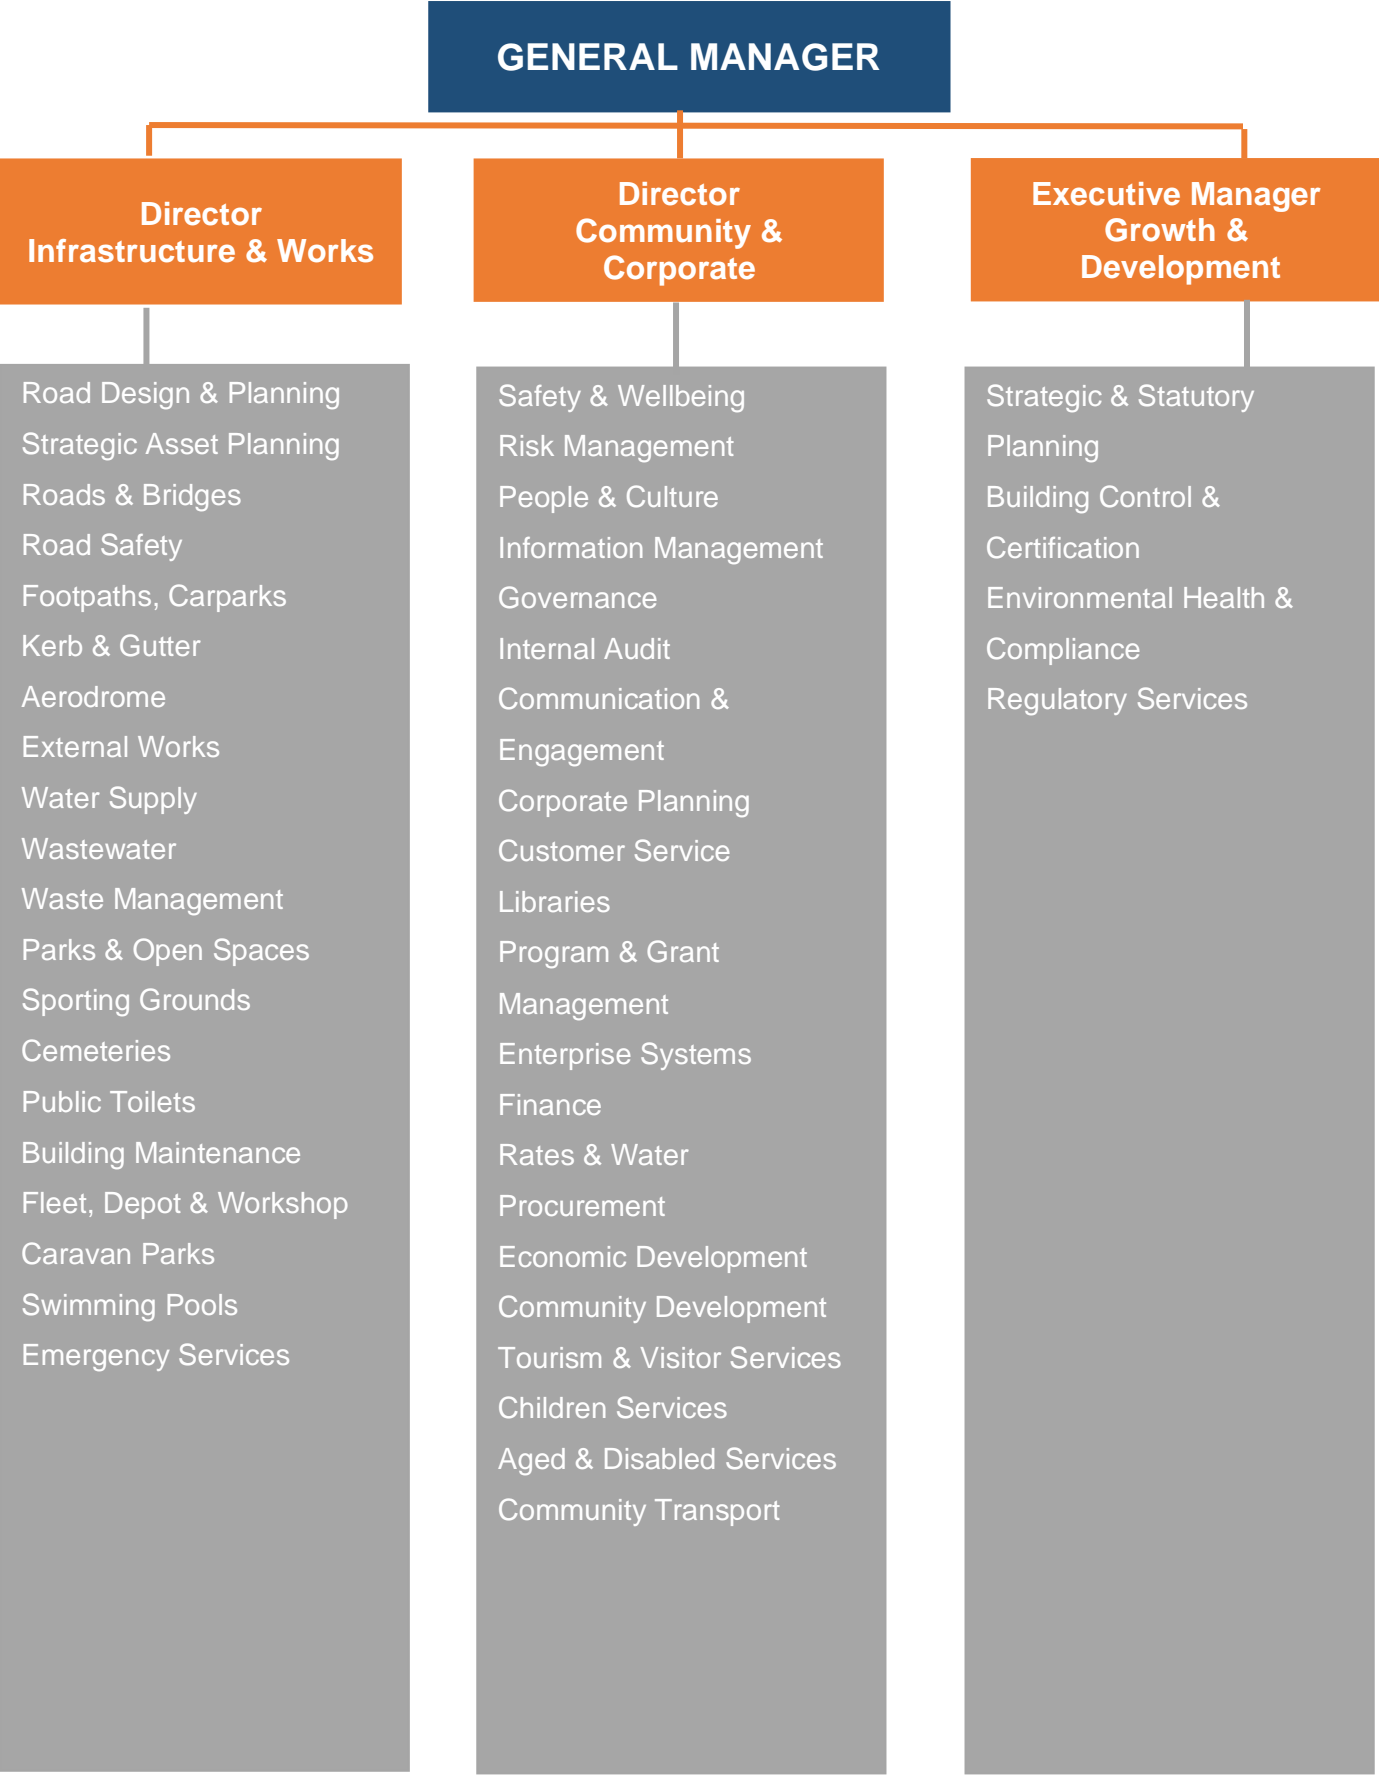 GENERAL MANAGER
Director
Infrastructure & Works
Director
Community &
Corporate
Executive Manager
Growth &
Development
Road Design & Planning
Strategic Asset Planning
Roads & Bridges
Road Safety
Footpaths, Carparks
Kerb & Gutter
Aerodrome
External Works
Water Supply
Wastewater
Waste Management
Parks & Open Spaces
Sporting Grounds
Cemeteries
Public Toilets
Building Maintenance
Fleet, Depot & Workshop
Caravan Parks
Swimming Pools
Emergency Services
Safety & Wellbeing
Risk Management
People & Culture
Information Management
Governance
Internal Audit
Communication &
Engagement
Corporate Planning
Customer Service
Libraries
Program & Grant
Management
Enterprise Systems
Finance
Rates & Water
Procurement
Economic Development
Community Development
Tourism & Visitor Services
Children Services
Aged & Disabled Services
Community Transport
Strategic & Statutory
Planning
Building Control &
Certification
Environmental Health &
Compliance
Regulatory Services